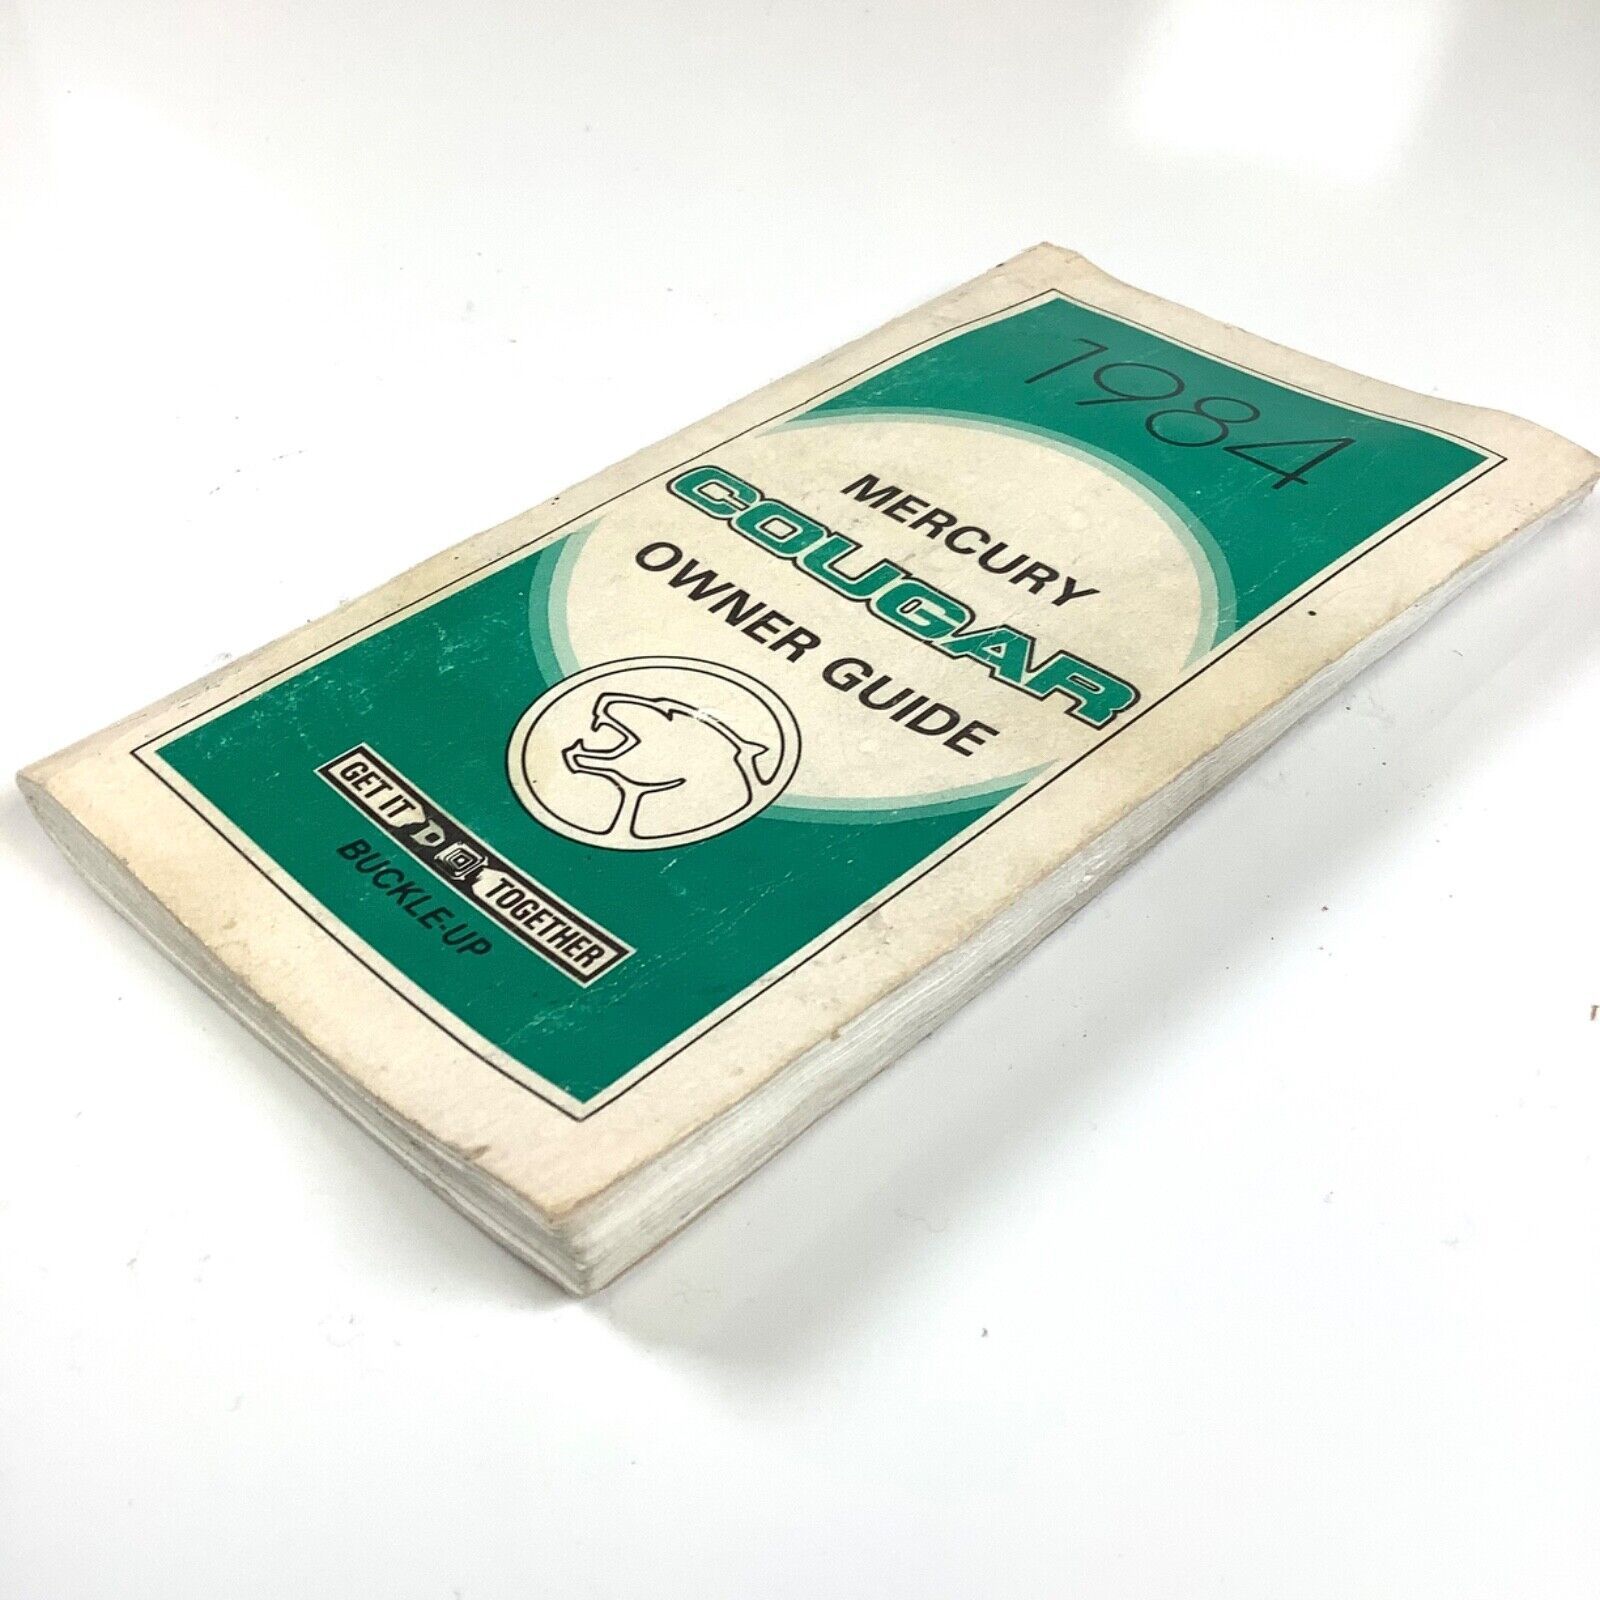 1984
MERCURY
COUGAR
OWNER GUIDE
GET IT TOGETHER
BUCKLE-UP